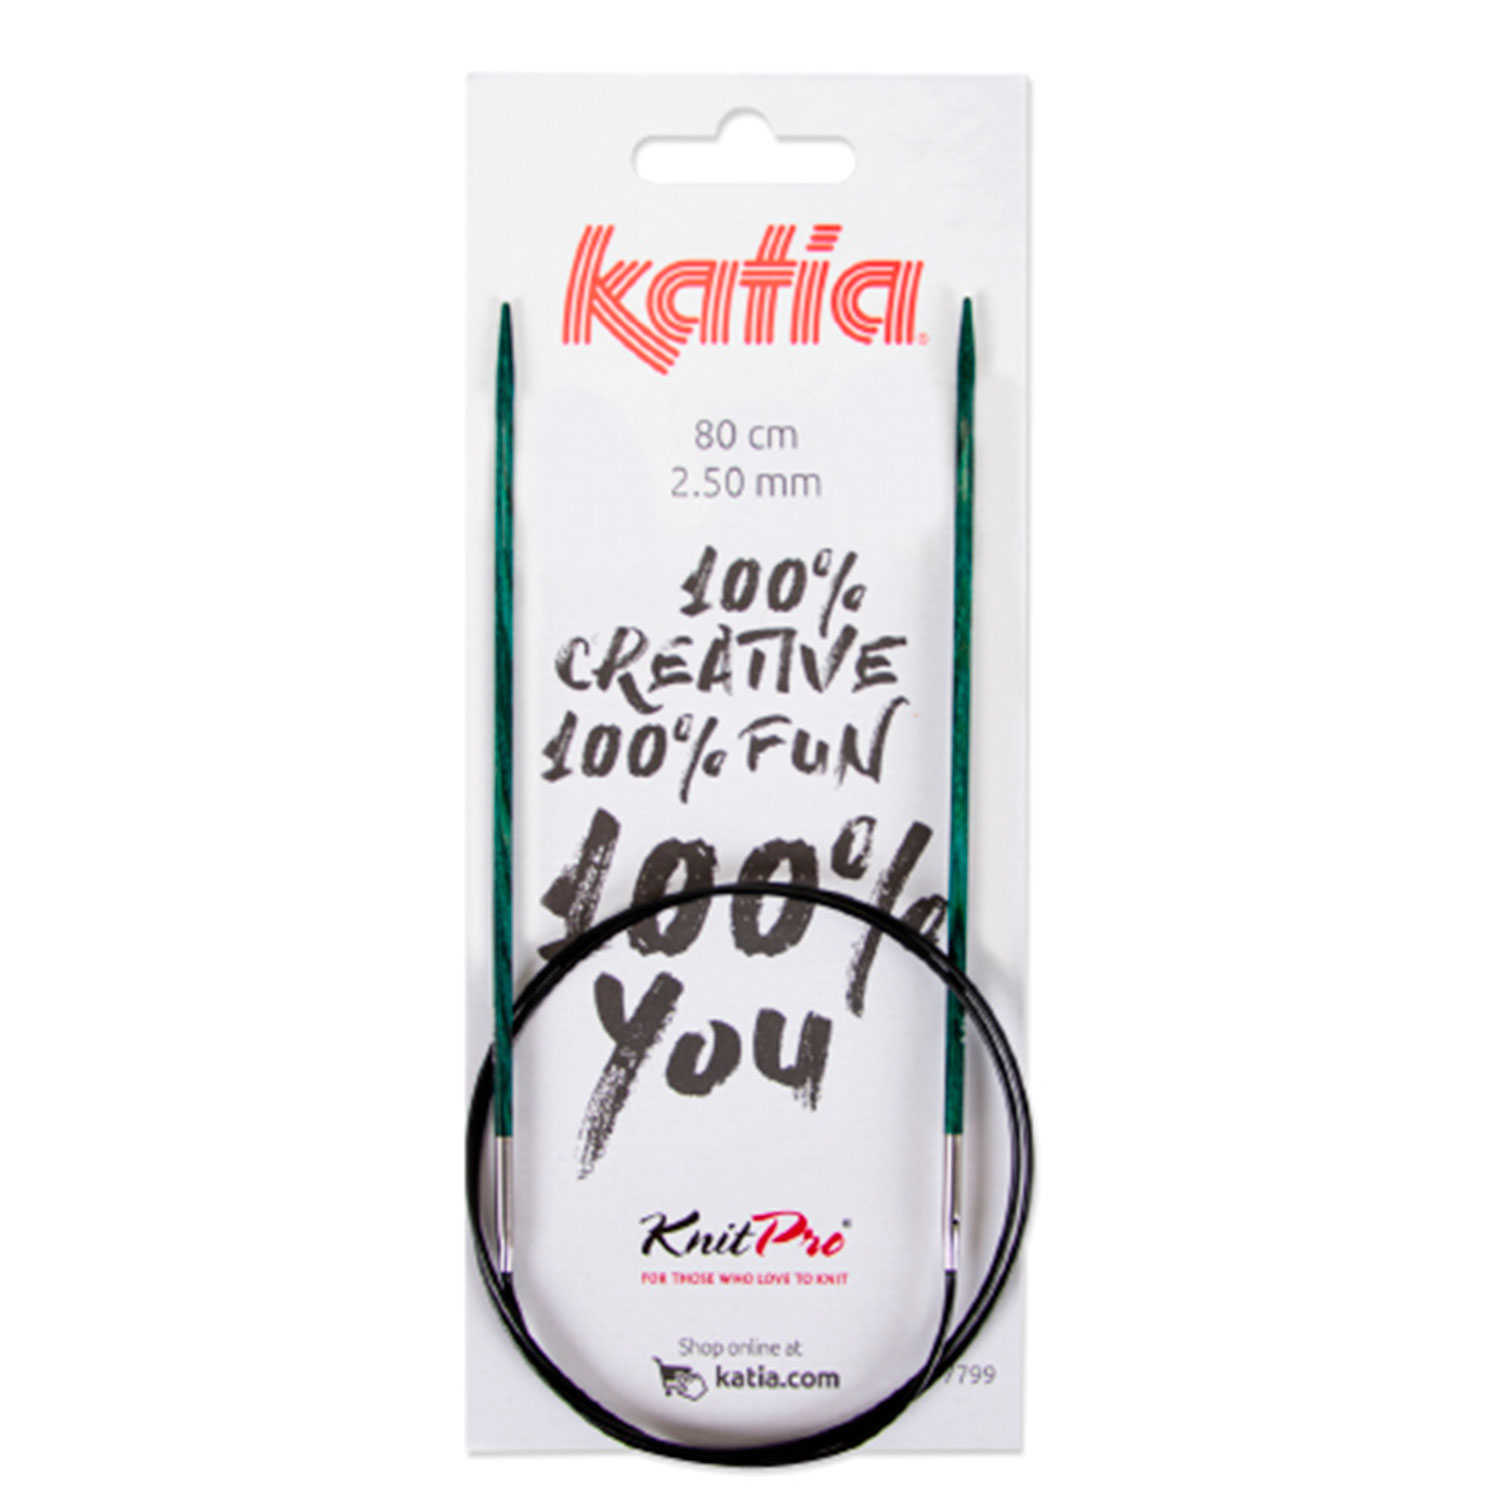 katia®
80 cm
2.50 mm
100%
CREATIVE
100% FUN
100%
You
KnitPro®
FOR THOSE WHO LOVE TO KNIT
Shop online at
katia.com
7799